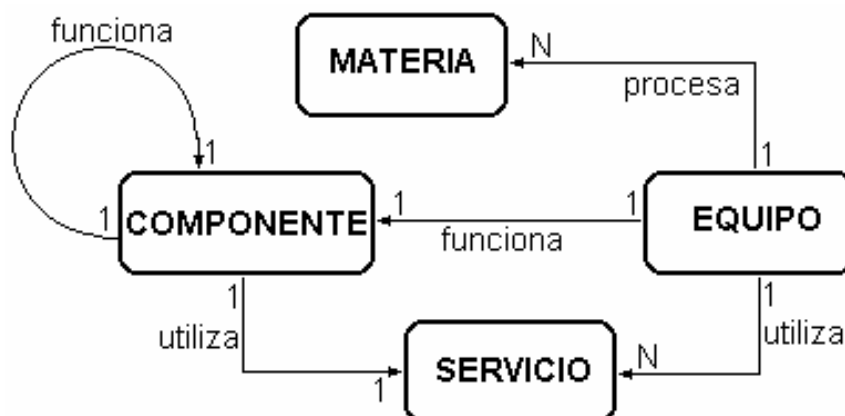 funciona
MATERIA
N
procesa
1
1
1
COMPONENTE
1
funciona
1
EQUIPO
1
utiliza
1
SERVICIO
N
1
utiliza